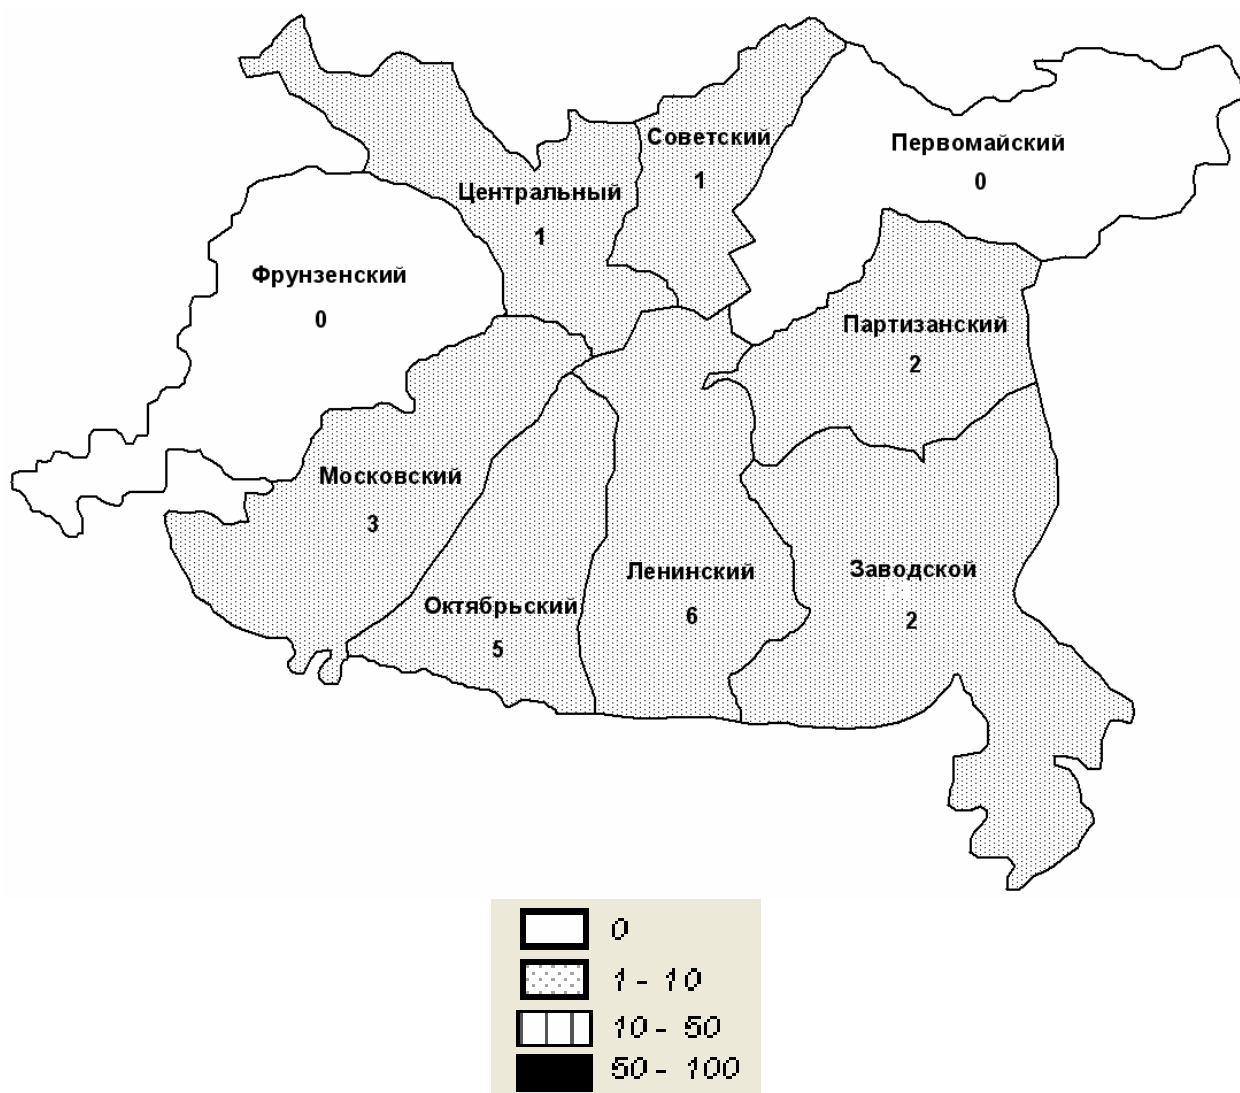 Советский
1
Первомайский
0
Центральный
1
Фрунзенский
0
Партизанский
2
Московский
3
Октябрьский
5
Ленинский
6
Заводской
2
0
1 - 10
10 - 50
50 - 100